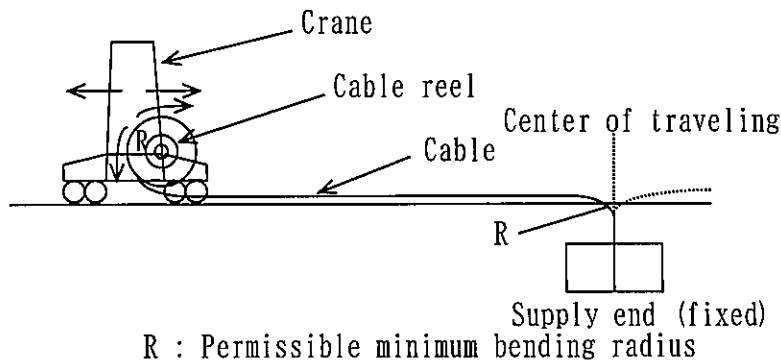 Crane
Cable reel
R
Center of traveling
Cable
R
Supply end (fixed)
R : Permissible minimum bending radius